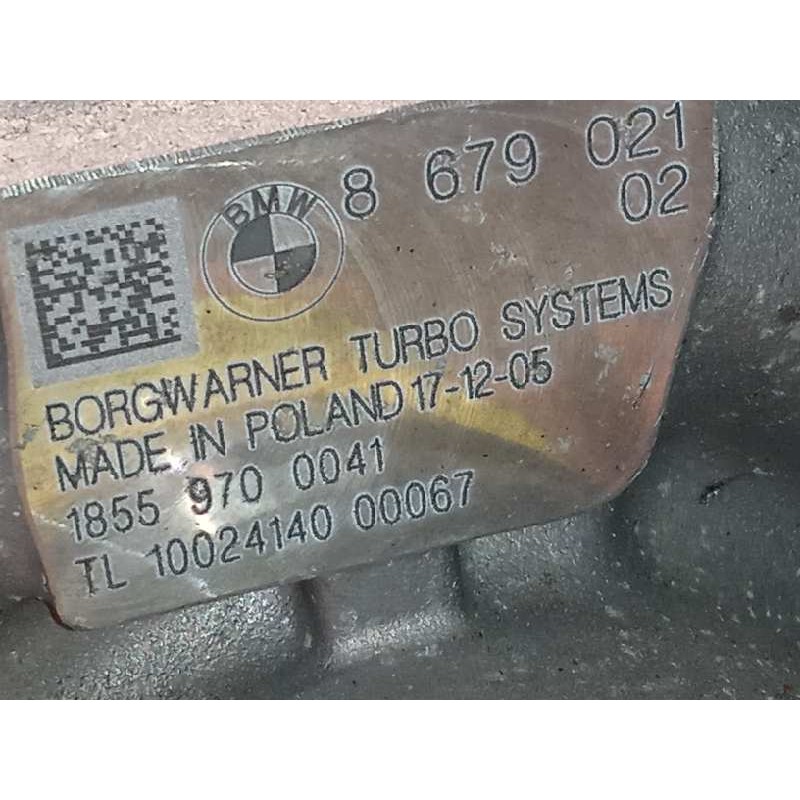 8 679 021
02
BMW
BORGWARNER TURBO SYSTEMS
MADE IN POLAND 17-12-05
1855 970 0041
TL 10024140 00067